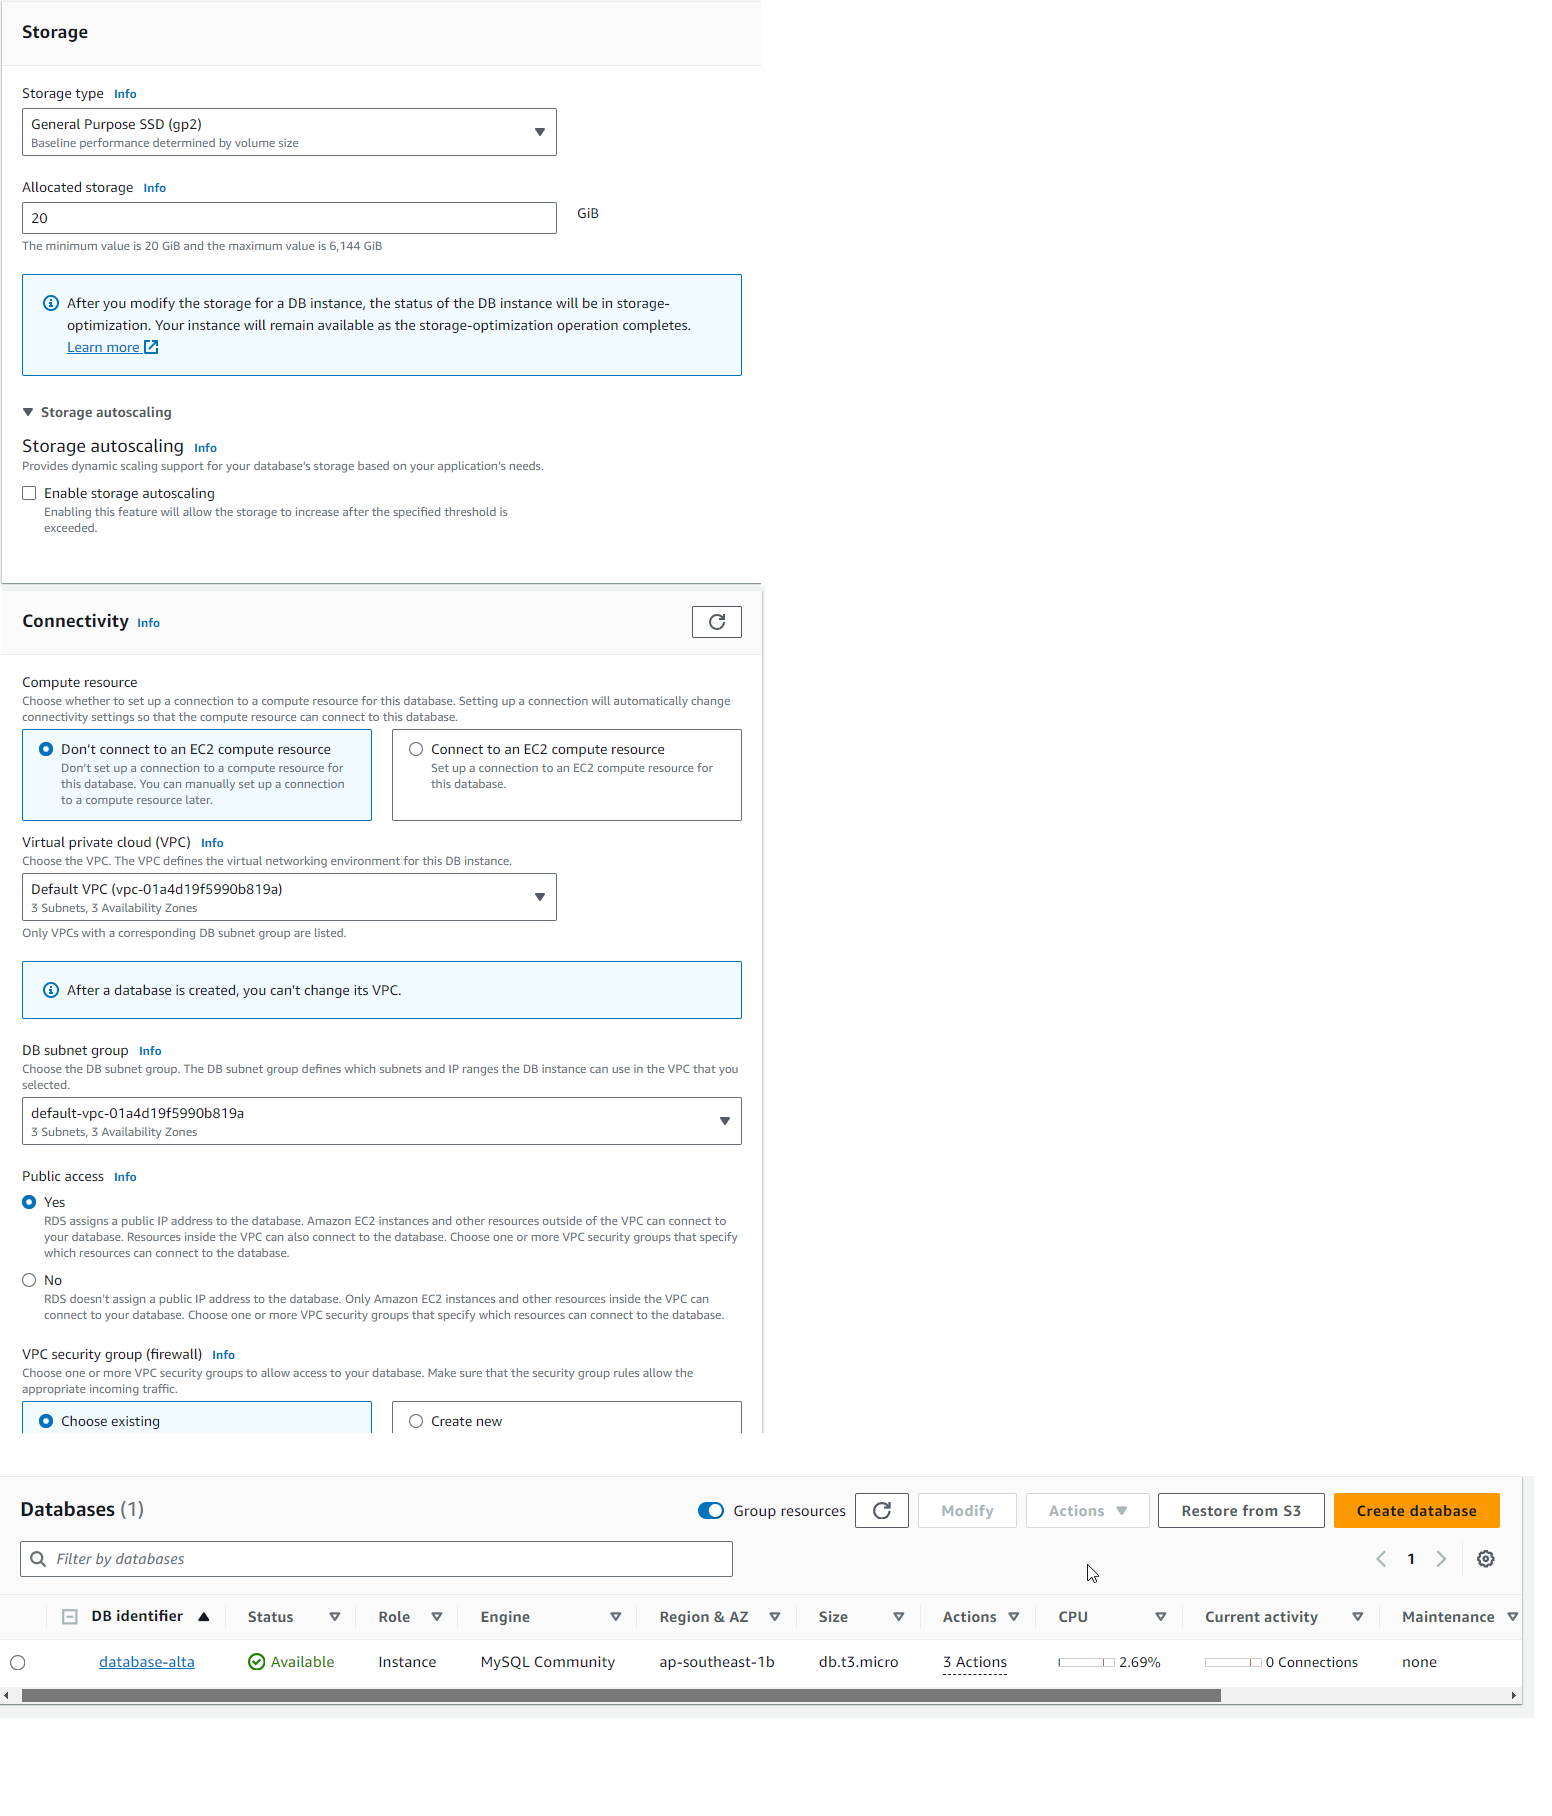 Storage
Storage type Info
General Purpose SSD (gp2)
Baseline performance determined by volume size
Allocated storage Info
20
GiB
The minimum value is 20 GiB and the maximum value is 6,144 GiB
After you modify the storage for a DB instance, the status of the DB instance will be in storage-
optimization. Your instance will remain available as the storage-optimization operation completes.
Learn more
Storage autoscaling
Storage autoscaling Info
Provides dynamic scaling support for your database's storage based on your application's needs.
Enable storage autoscaling
Enabling this feature will allow the storage to increase after the specified threshold is
exceeded.
Connectivity Info
Compute resource
Choose whether to set up a connection to a compute resource for this database. Setting up a connection will automatically change
connectivity settings so that the compute resource can connect to this database.
Don't connect to an EC2 compute resource
Don't set up a connection to a compute resource for
this database. You can manually set up a connection
to a compute resource later.
Connect to an EC2 compute resource
Set up a connection to an EC2 compute resource for
this database.
Virtual private cloud (VPC) Info
Choose the VPC. The VPC defines the virtual networking environment for this DB instance.
Default VPC (vpc-01a4d19f5990b819a)
3 Subnets, 3 Availability Zones
Only VPCs with a corresponding DB subnet group are listed.
After a database is created, you can't change its VPC.
DB subnet group Info
Choose the DB subnet group. The DB subnet group defines which subnets and IP ranges the DB instance can use in the VPC that you
selected.
default-vpc-01a4d19f5990b819a
3 Subnets, 3 Availability Zones
Public access Info
Yes
RDS assigns a public IP address to the database. Amazon EC2 instances and other resources outside of the VPC can connect to
your database. Resources inside the VPC can also connect to the database. Choose one or more VPC security groups that specify
which resources can connect to the database.
No
RDS doesn't assign a public IP address to the database. Only Amazon EC2 instances and other resources inside the VPC can
connect to your database. Choose one or more VPC security groups that specify which resources can connect to the database.
VPC security group (firewall) Info
Choose one or more VPC security groups to allow access to your database. Make sure that the security group rules allow the
appropriate incoming traffic.
Choose existing
Create new
Databases (1) Group resources Modify Actions Restore from S3 Create database
Filter by databases 1
DB identifier Status Role Engine Region & AZ Size Actions CPU Current activity Maintenance
database-alta Available Instance MySQL Community ap-southeast-1b db.t3.micro 3 Actions 2.69% 0 Connections none